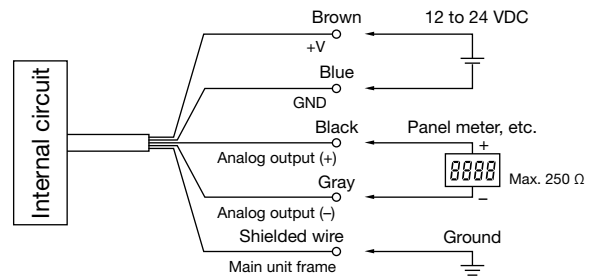 Internal circuit
Brown
+V
12 to 24 VDC
Blue
GND
Black
Analog output (+)
Panel meter, etc.
+
8888
Max. 250 Ω
–
Gray
Analog output (–)
Shielded wire
Main unit frame
Ground